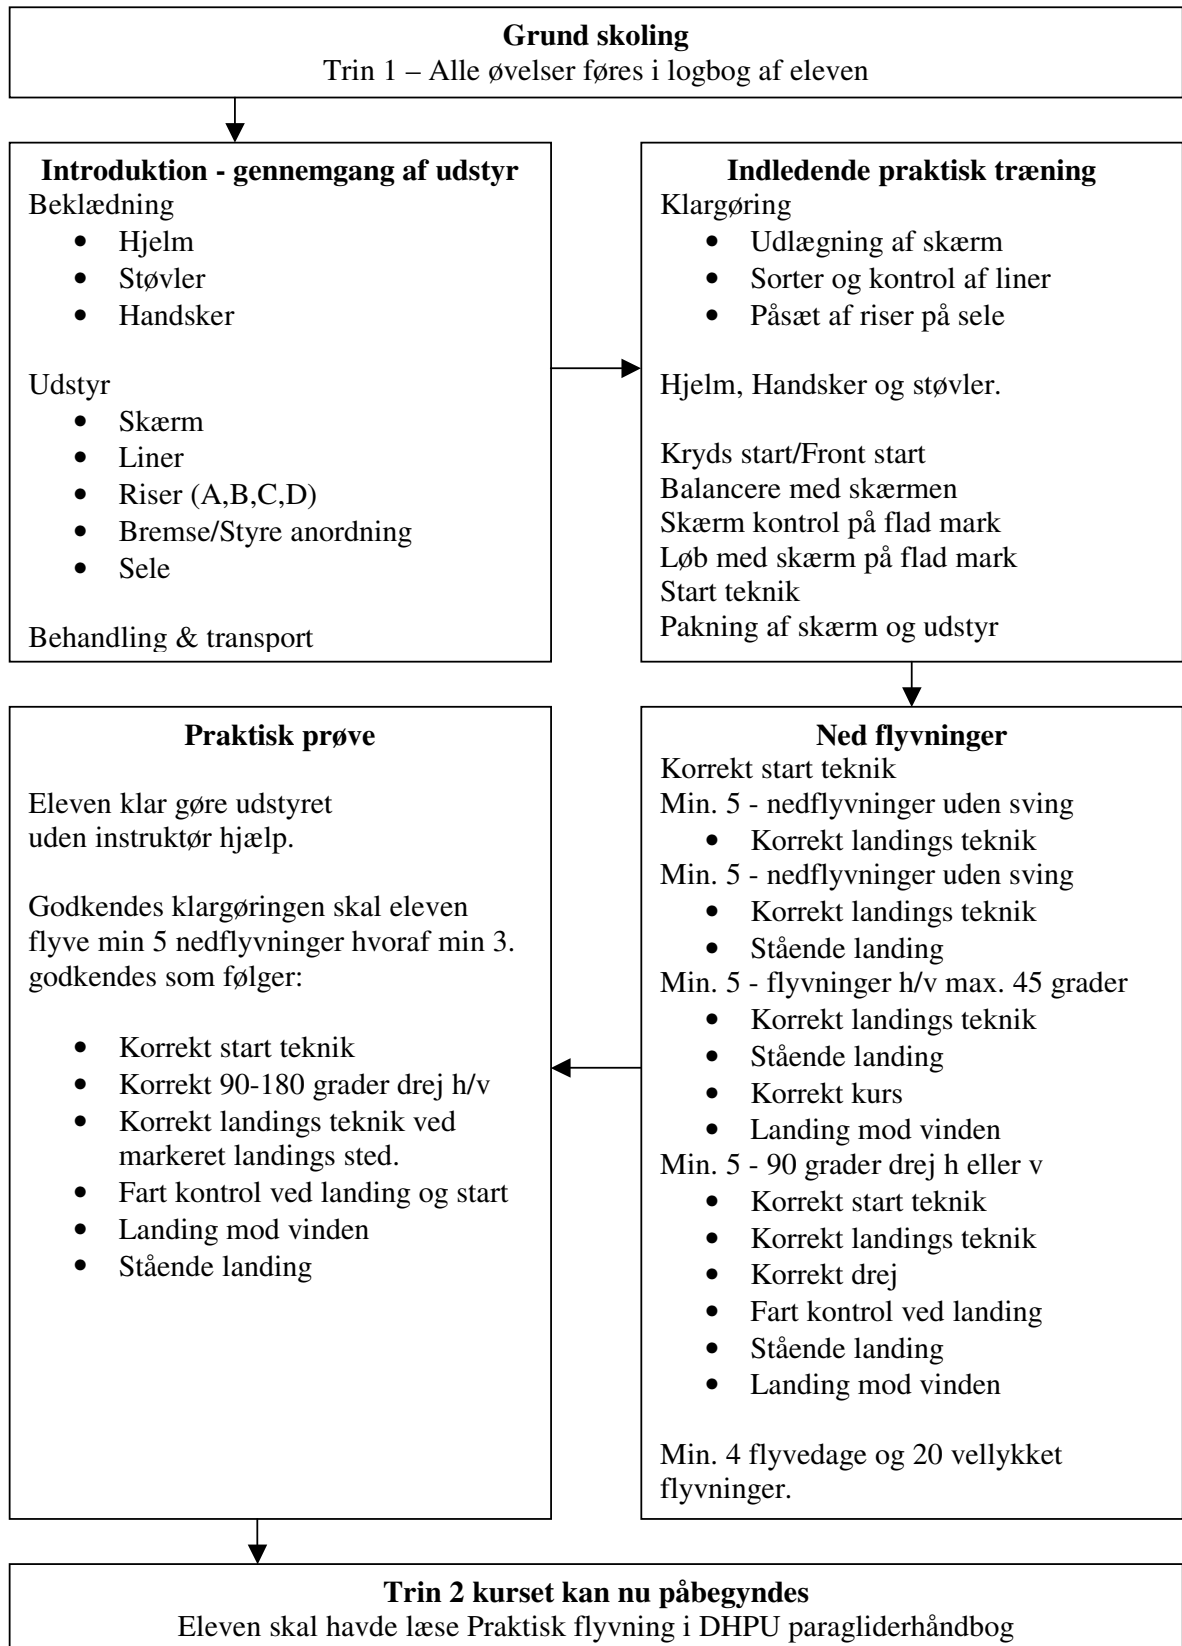 Grund skoling
Trin 1 – Alle øvelser føres i logbog af eleven
Introduktion - gennemgang af udstyr
Beklædning
• Hjelm
• Støvler
• Handsker
Udstyr
• Skærm
• Liner
• Riser (A,B,C,D)
• Bremse/Styre anordning
• Sele
Behandling & transport
Indledende praktisk træning
Klargøring
• Udlægning af skærm
• Sorter og kontrol af liner
• Påsæt af riser på sele
Hjelm, Handsker og støvler.
Kryds start/Front start
Balancere med skærmen
Skærm kontrol på flad mark
Løb med skærm på flad mark
Start teknik
Pakning af skærm og udstyr
Ned flyvninger
Korrekt start teknik
Min. 5 - nedflyvninger uden sving
• Korrekt landings teknik
Min. 5 - nedflyvninger uden sving
• Korrekt landings teknik
• Stående landing
Min. 5 - flyvninger h/v max. 45 grader
• Korrekt landings teknik
• Stående landing
• Korrekt kurs
• Landing mod vinden
Min. 5 - 90 grader drej h eller v
• Korrekt start teknik
• Korrekt landings teknik
• Korrekt drej
• Fart kontrol ved landing
• Stående landing
• Landing mod vinden
Min. 4 flyvedage og 20 vellykket
flyvninger.
Praktisk prøve
Eleven klar gøre udstyret
uden instruktør hjælp.
Godkendes klargøringen skal eleven
flyve min 5 nedflyvninger hvoraf min 3.
godkendes som følger:
• Korrekt start teknik
• Korrekt 90-180 grader drej h/v
• Korrekt landings teknik ved
markeret landings sted.
• Fart kontrol ved landing og start
• Landing mod vinden
• Stående landing
Trin 2 kurset kan nu påbegyndes
Eleven skal havde læse Praktisk flyvning i DHPU paragliderhåndbog